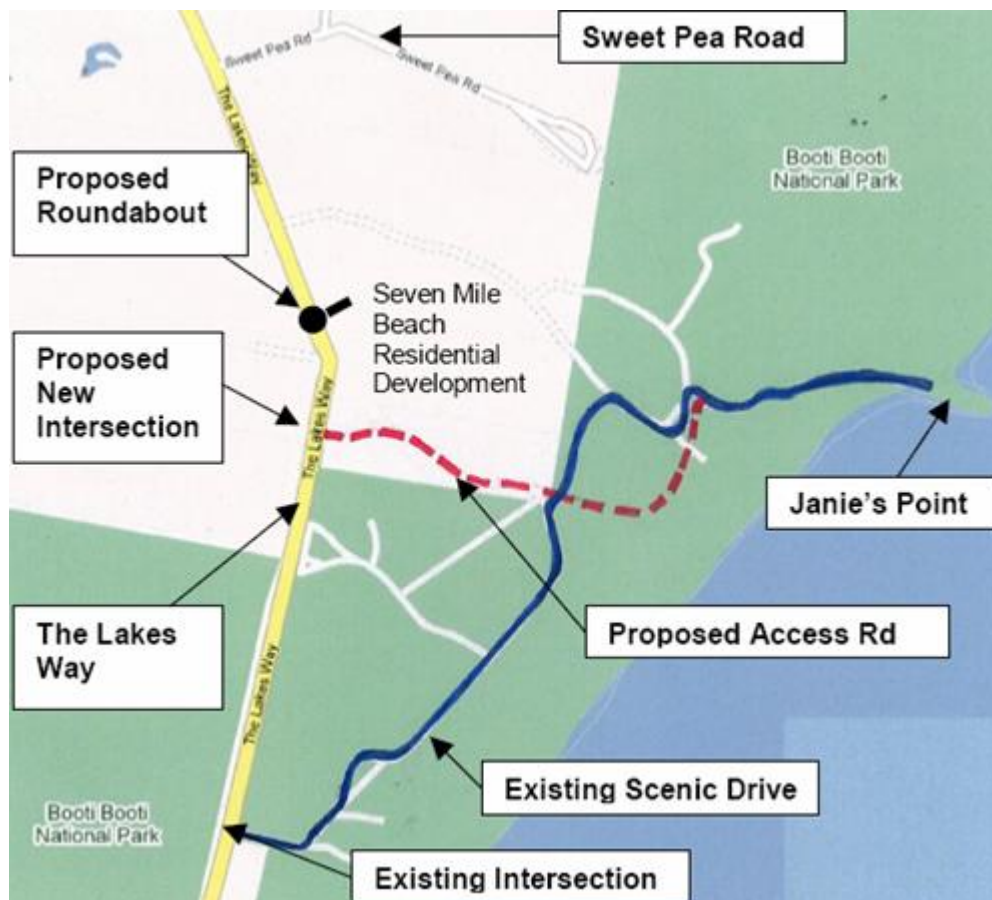 Sweet Pea Road
Sweet Pea Rd
Sweet Pea Rd
The Lakes Way
Booti Booti
National Park
Proposed
Roundabout
Seven Mile
Beach
Residential
Development
Proposed
New
Intersection
The Lakes Way
Janie's Point
The Lakes
Way
Proposed Access Rd
The Lakes Way
Existing Scenic Drive
Booti Booti
National Park
Existing Intersection